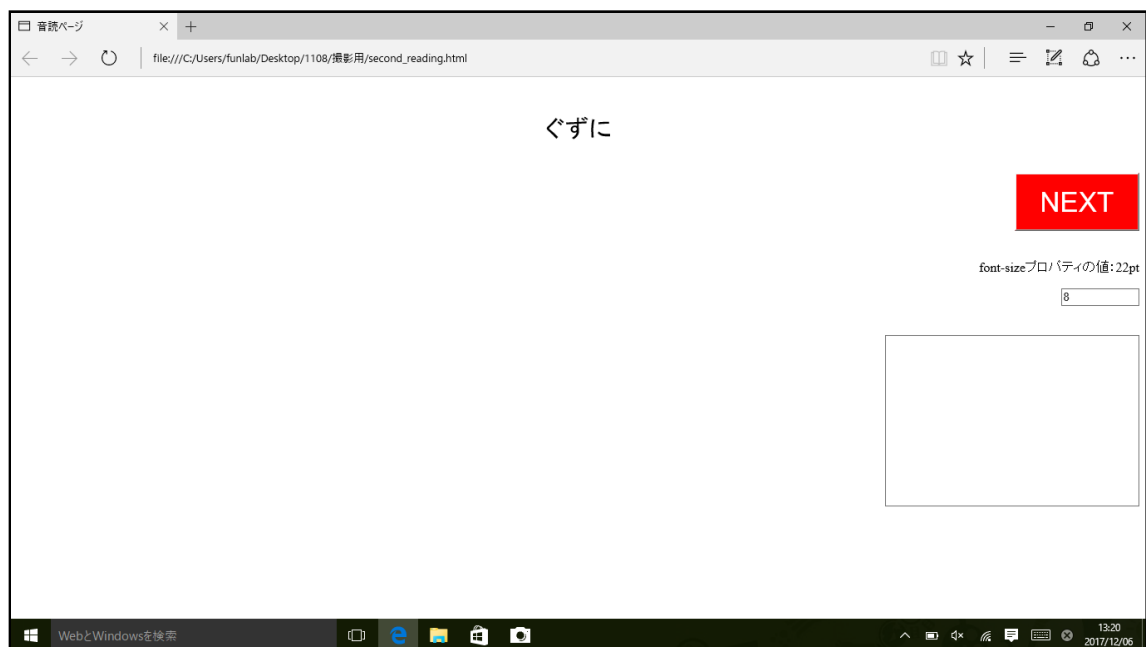 音読ページ
file:///C:/Users/funlab/Desktop/1108/撮影用/second_reading.html
ぐずに
NEXT
font-sizeプロパティの値:22pt
8
WebとWindowsを検索
13:20
2017/12/06